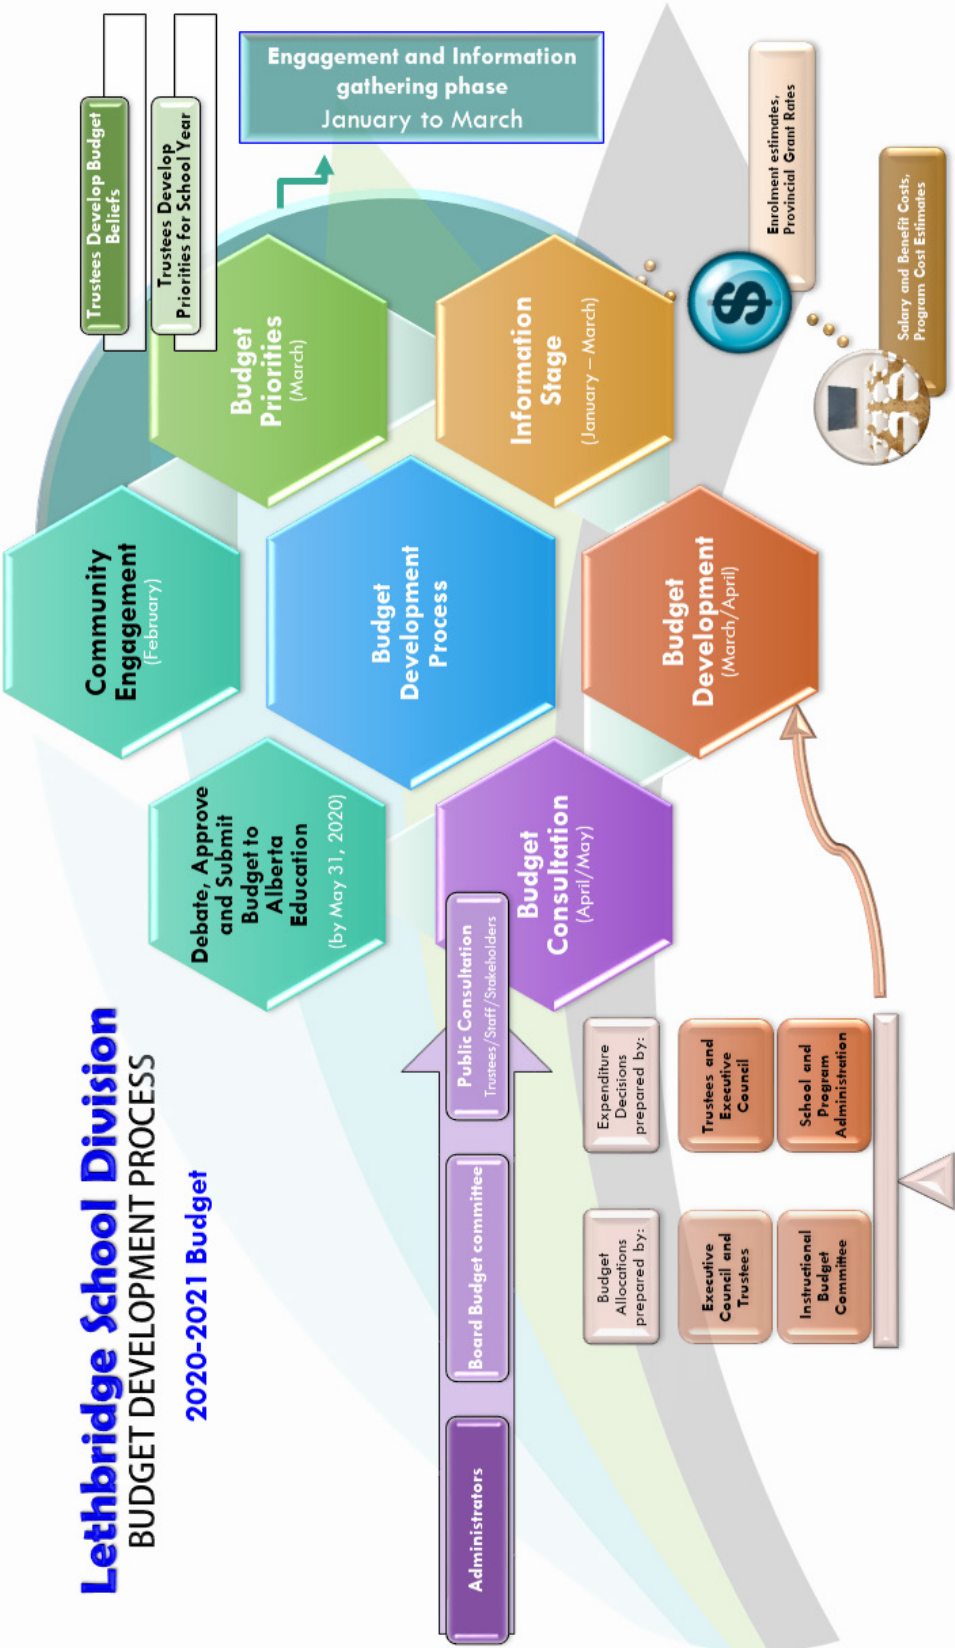 Lethbridge School Division
BUDGET DEVELOPMENT PROCESS
2020-2021 Budget
Community
Engagement
(February)
Trustees Develop Budget
Beliefs
Trustees Develop
Priorities for School Year
Budget
Priorities
(March)
Engagement and Information
gathering phase
January to March
Debate, Approve
and Submit
Budget to
Alberta
Education
(by May 31, 2020)
Budget
Development
Process
Information
Stage
(January – March)
Administrators
Board Budget committee
Public Consultation
Trustees/Staff/Stakeholders
Budget
Consultation
(April/May)
Budget
Development
(March/April)
$
Enrolment estimates,
Provincial Grant Rates
Salary and Benefit Costs,
Program Cost Estimates
Budget
Allocations
prepared by:
Executive
Council and
Trustees
Instructional
Budget
Committee
Expenditure
Decisions
prepared by:
Trustees and
Executive
Council
School and
Program
Administration